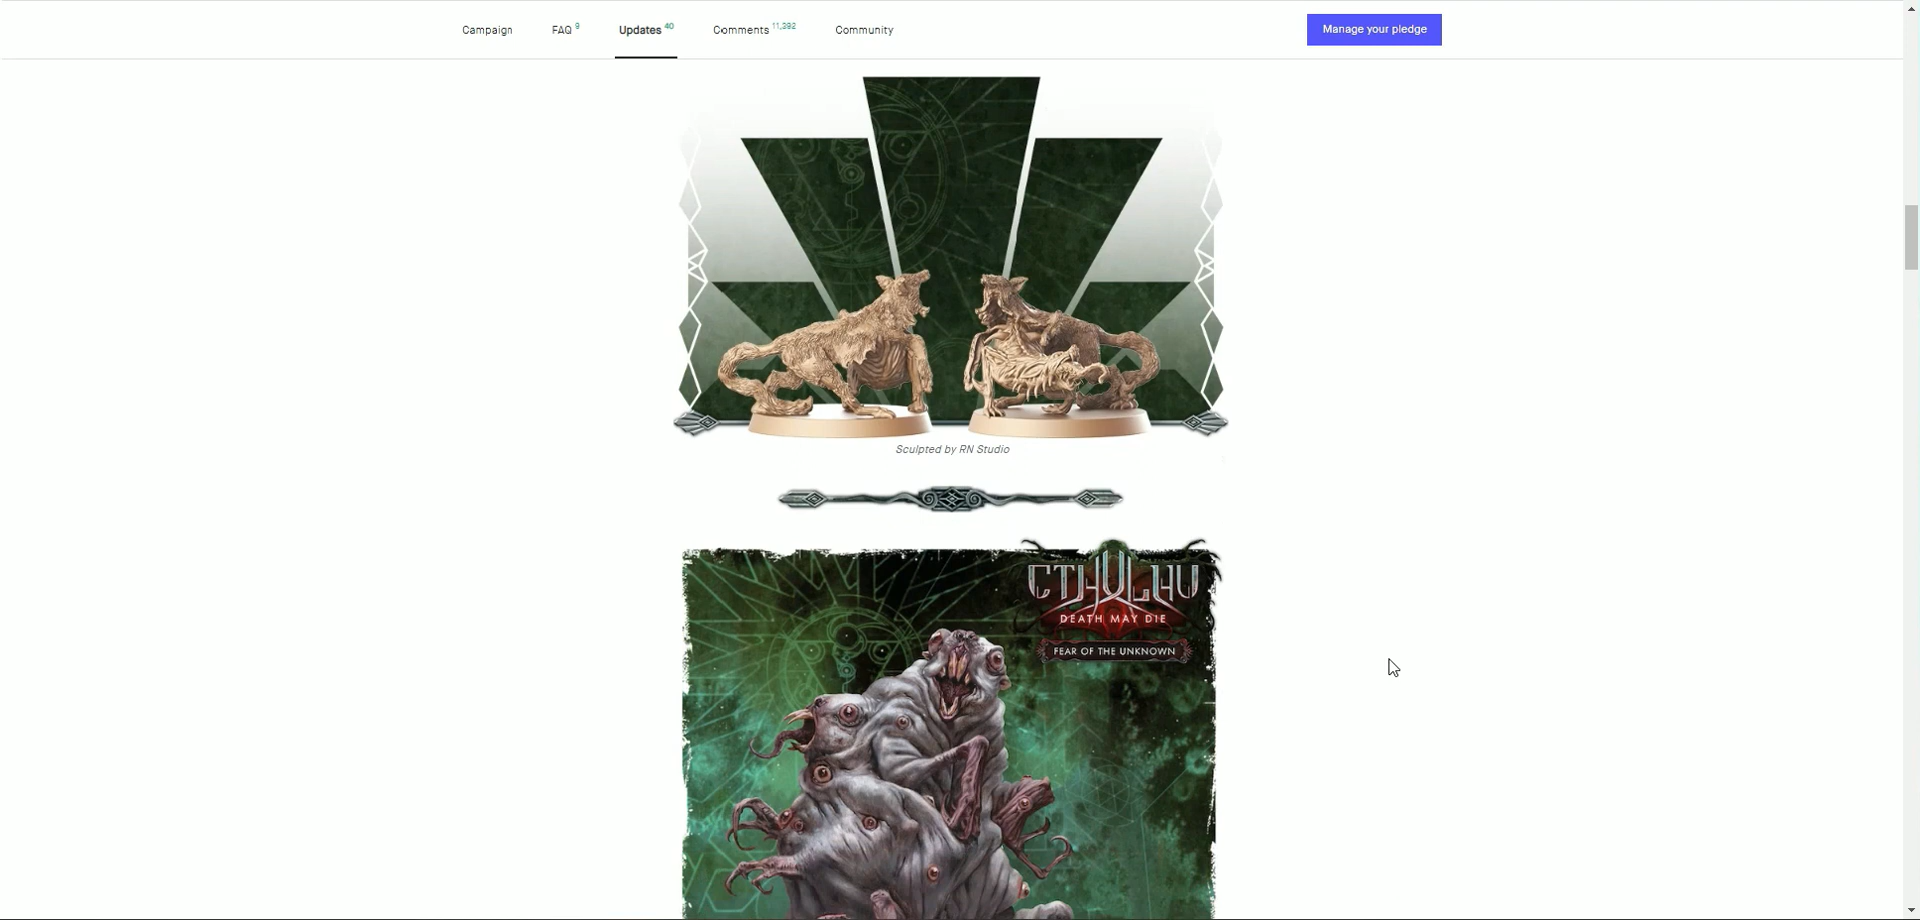 Campaign
FAQ 9
Updates 40
Comments 11,392
Community
Manage your pledge
Sculpted by RN Studio
CTHULHU
DEATH MAY DIE
FEAR OF THE UNKNOWN